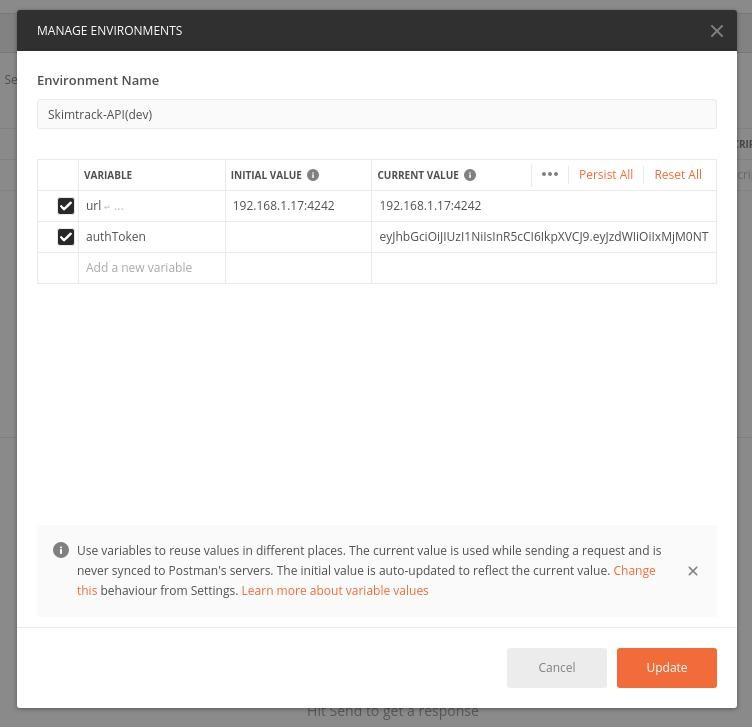 MANAGE ENVIRONMENTS
Se
Environment Name
Skimtrack-API(dev)
VARIABLE INITIAL VALUE CURRENT VALUE ••• Persist All Reset All
url ↵ ... 192.168.1.17:4242 192.168.1.17:4242
authToken eyJhbGciOiJIUzI1NiIsInR5cCI6IkpXVCJ9.eyJzdWIiOiIxMjM0NT
Add a new variable
Use variables to reuse values in different places. The current value is used while sending a request and is
never synced to Postman's servers. The initial value is auto-updated to reflect the current value. Change
this behaviour from Settings. Learn more about variable values
Cancel Update
Hit Send to get a response